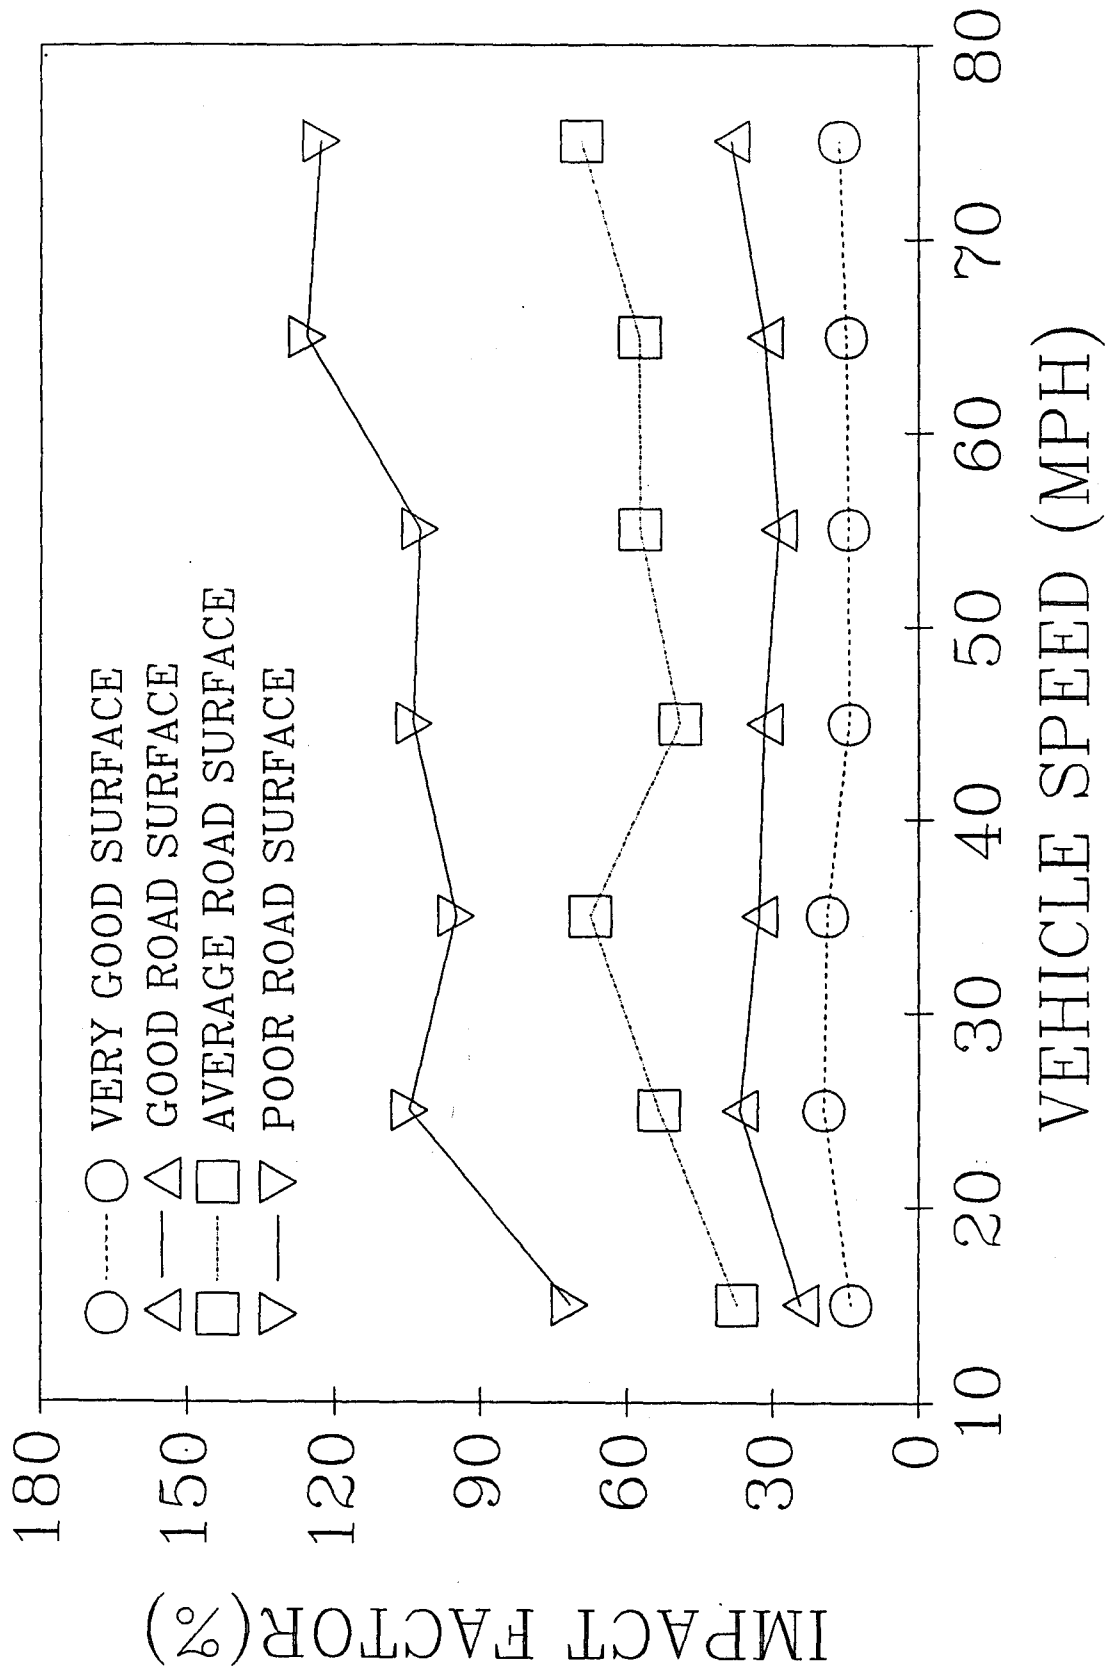 VERY GOOD SURFACE
GOOD ROAD SURFACE
AVERAGE ROAD SURFACE
POOR ROAD SURFACE
IMPACT FACTOR(%)
180
150
120
90
60
30
0
10 20 30 40 50 60 70 80
VEHICLE SPEED (MPH)